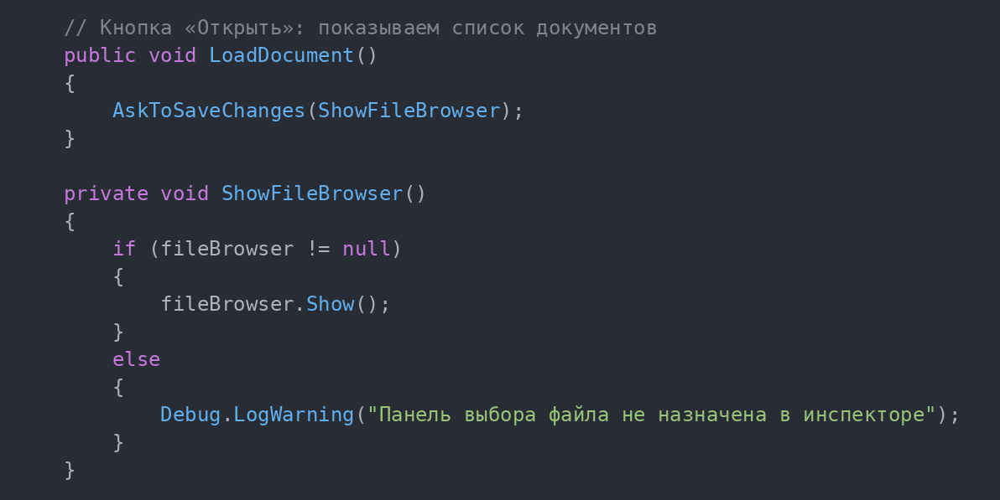 // Кнопка «Открыть»: показываем список документов
public void LoadDocument()
{
    AskToSaveChanges(ShowFileBrowser);
}

private void ShowFileBrowser()
{
    if (fileBrowser != null)
    {
        fileBrowser.Show();
    }
    else
    {
        Debug.LogWarning("Панель выбора файла не назначена в инспекторе");
    }
}